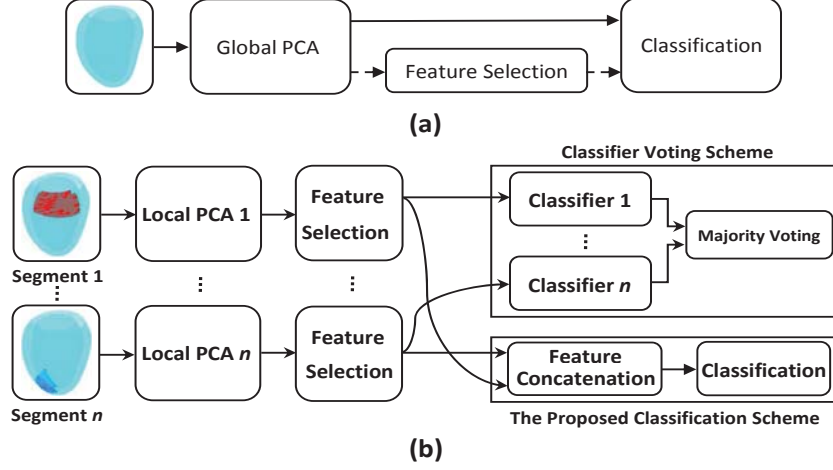 Global PCA
Feature Selection
Classification
(a)
Classifier Voting Scheme
Segment 1
Local PCA 1
Feature
Selection
Classifier 1
...
Classifier n
Majority Voting
...
...
...
Segment n
Local PCA n
Feature
Selection
Feature
Concatenation
Classification
The Proposed Classification Scheme
(b)